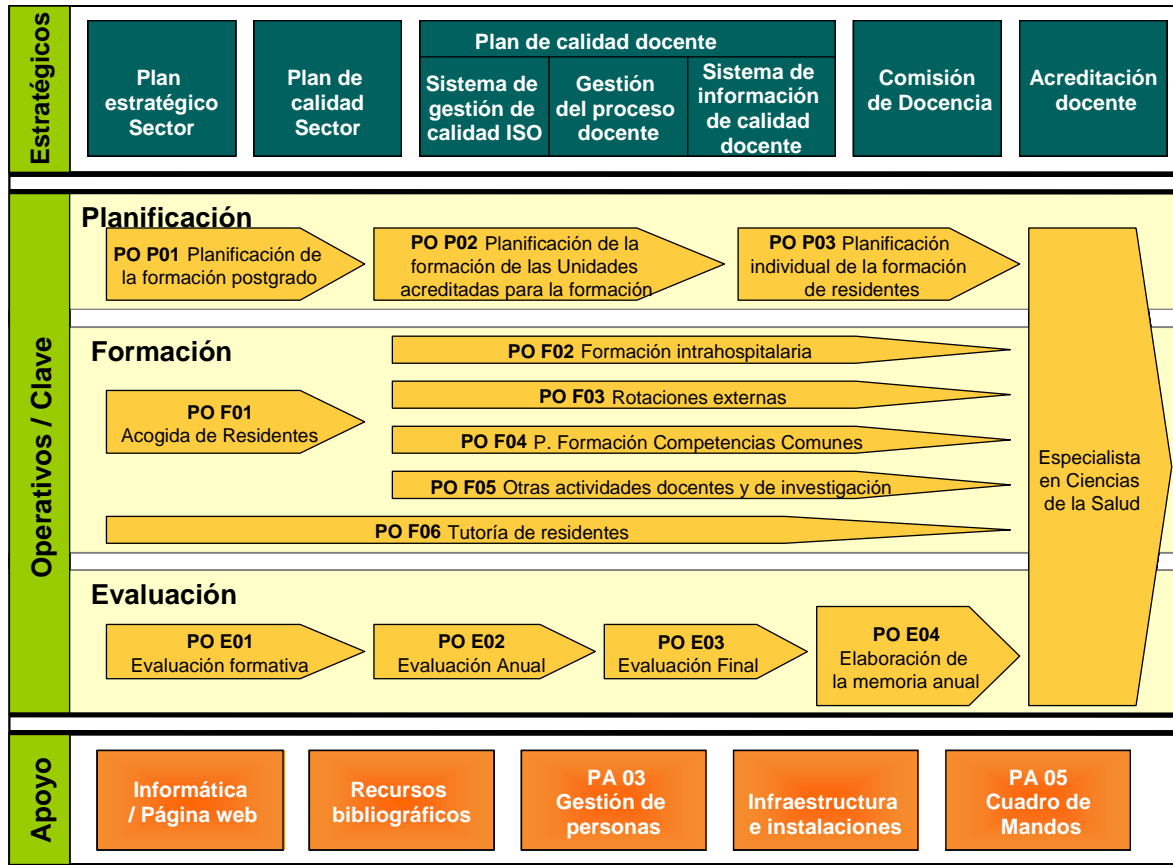 Estratégicos
Plan
estratégico
Sector
Plan de
calidad
Sector
Plan de calidad docente
Sistema de
gestión de
calidad ISO
Gestión
del proceso
docente
Sistema de
información
de calidad
docente
Comisión
de Docencia
Acreditación
docente
Operativos / Clave
Planificación
PO P01 Planificación de
la formación postgrado
PO P02 Planificación de la
formación de las Unidades
acreditadas para la formación
PO P03 Planificación
individual de la formación
de residentes
Formación
PO F01
Acogida de Residentes
PO F02 Formación intrahospitalaria
PO F03 Rotaciones externas
PO F04 P. Formación Competencias Comunes
PO F05 Otras actividades docentes y de investigación
PO F06 Tutoría de residentes
Especialista
en Ciencias
de la Salud
Evaluación
PO E01
Evaluación formativa
PO E02
Evaluación Anual
PO E03
Evaluación Final
PO E04
Elaboración de
la memoria anual
Apoyo
Informática
/ Página web
Recursos
bibliográficos
PA 03
Gestión de
personas
Infraestructura
e instalaciones
PA 05
Cuadro de
Mandos